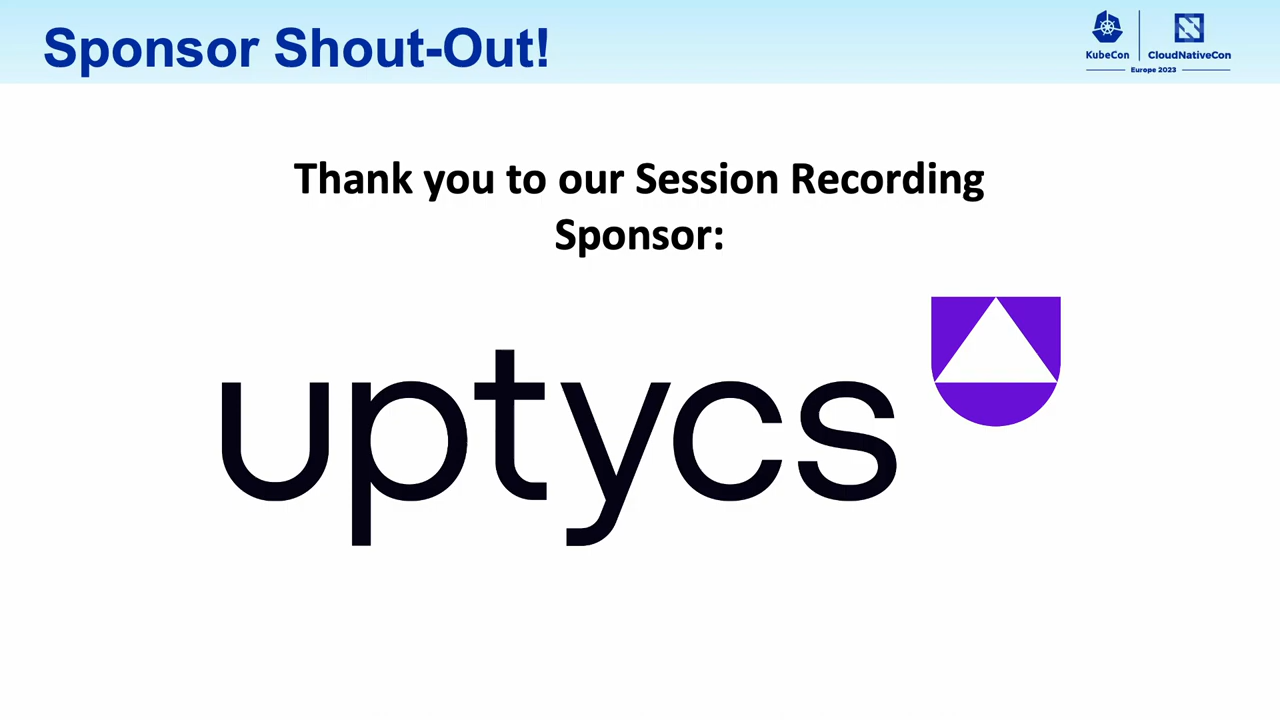 Sponsor Shout-Out!
KubeCon
CloudNativeCon
Europe 2023
Thank you to our Session Recording
Sponsor:
uptycs